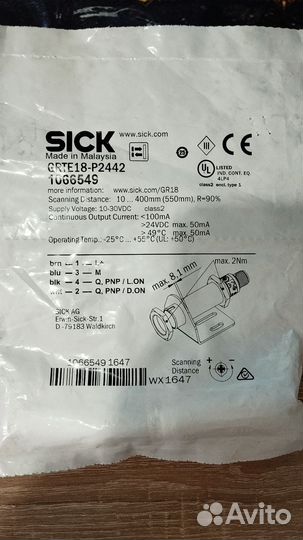 SICK
www.sick.com
Made in Malaysia
GRTE18-P2442
1066549
III
25
UL LISTED
IND. CONT. EQ.
4LP4
class2 encl. type 1
more information: www.sick.com/GR18
Scanning Distance: 10 ... 400mm (550mm), R=90%
Supply Voltage: 10-30VDC class2
Continuous Output Current: <100mA
>24VDC max. 50mA
> 49°C max. 50mA
Operating Temp.: -25°C ... +55°C (UL: +50°C)
brn — 1 — L+
blu — 3 — M
blk — 4 — Q, PNP / L.ON
wht — 2 — Q, PNP / D.ON
max. 8,1 mm
max. 2Nm
SICK AG
Erwin-Sick-Str.1
D-79183 Waldkirch
1066549 1647
WX1647
Scanning
Distance
Avito